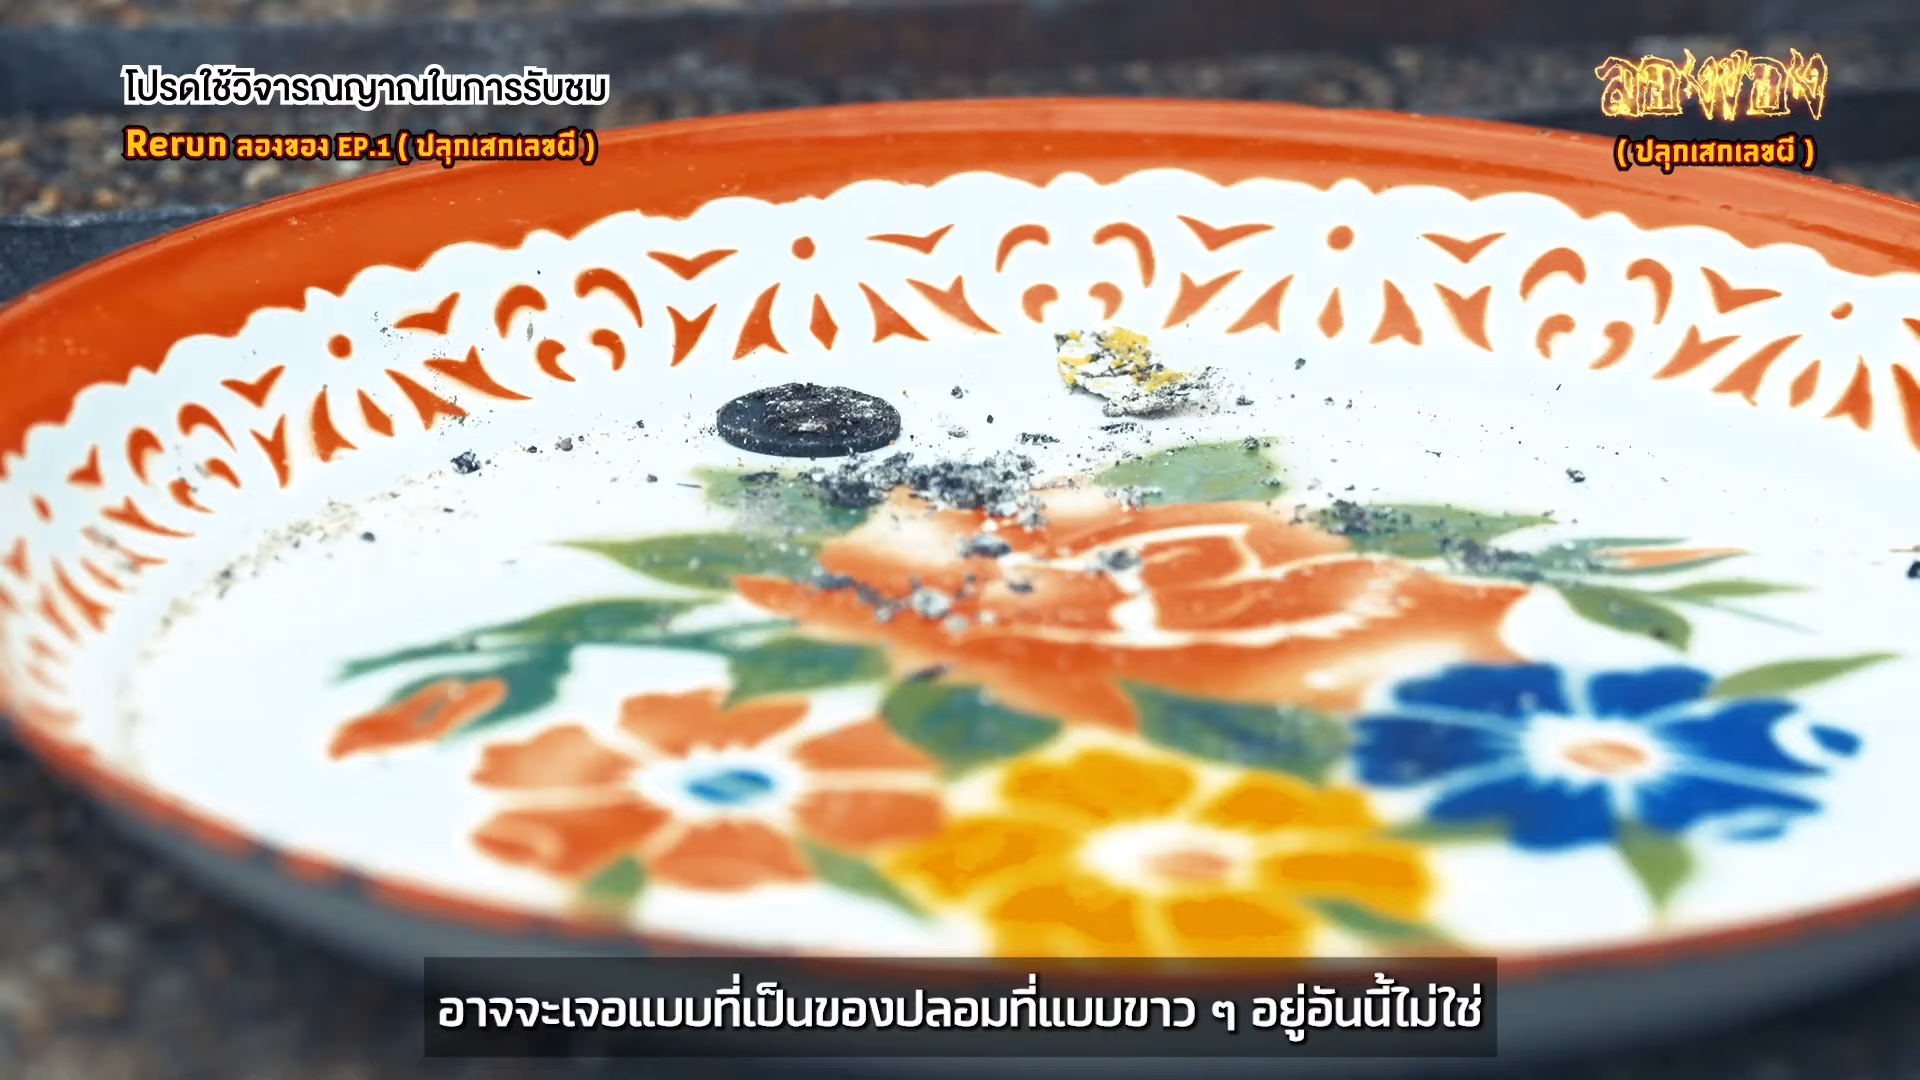 โปรดใช้วิจารณญาณในการรับชม
Rerun ลองของ EP.1 ( ปลุกเสกเลขผี )
ลองของ
( ปลุกเสกเลขผี )
อาจจะเจอแบบที่เป็นของปลอมที่แบบขาว ๆ อยู่อันนี้ไม่ใช่